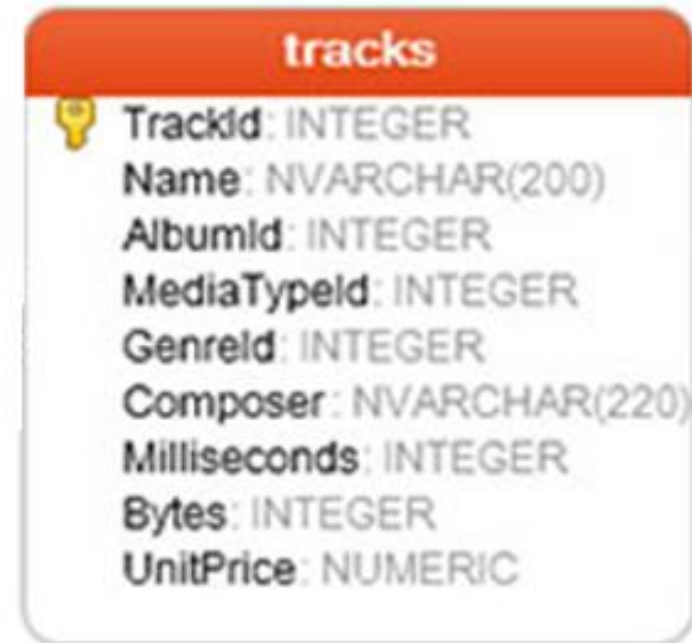 tracks
TrackId: INTEGER
Name: NVARCHAR(200)
AlbumId: INTEGER
MediaTypeId: INTEGER
GenreId: INTEGER
Composer: NVARCHAR(220)
Milliseconds: INTEGER
Bytes: INTEGER
UnitPrice: NUMERIC